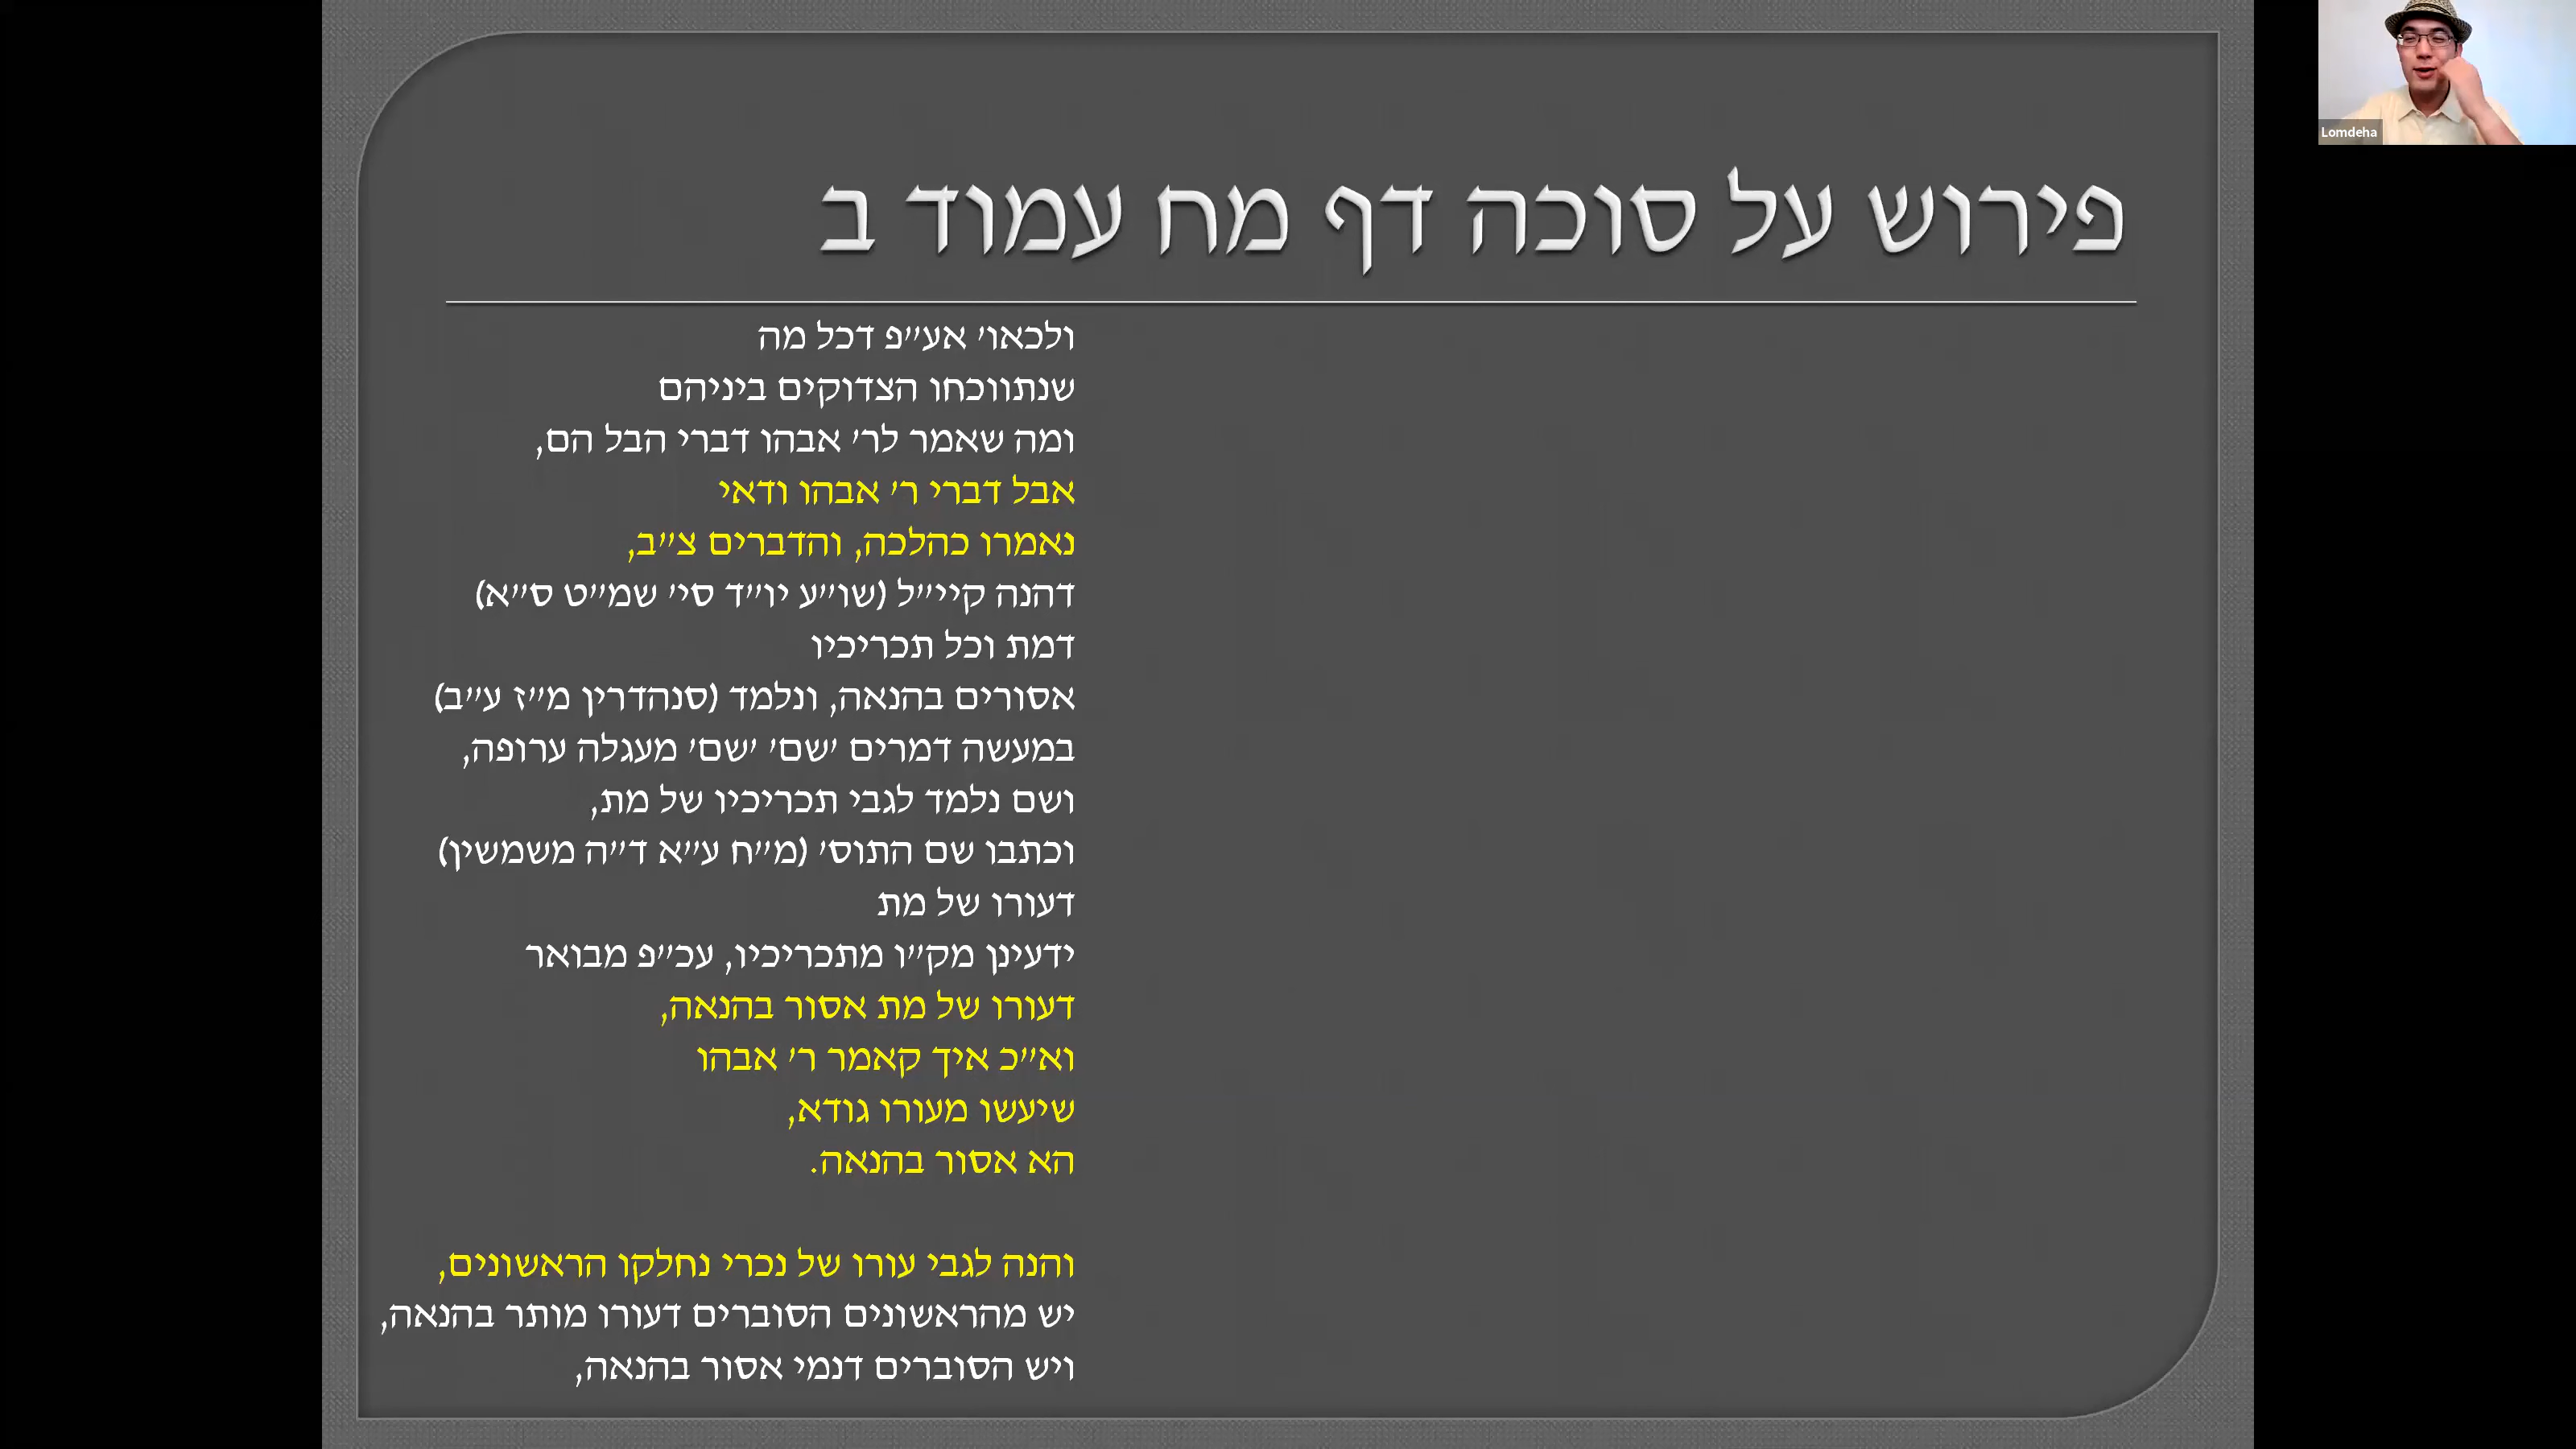 פירוש על סוכה דף מח עמוד ב
ולכאו׳ אע״פ דכל מה
שנתווכחו הצדוקים ביניהם
ומה שאמר לר׳ אבהו דברי הבל הם,
אבל דברי ר׳ אבהו ודאי
נאמרו כהלכה, והדברים צ״ב,
דהנה קיי״ל (שו״ע יו״ד סי׳ שמ״ט ס״א)
דמת וכל תכריכיו
אסורים בהנאה, ונלמד (סנהדרין מ״ז ע״ב)
במעשה דמרים ׳שם׳ ׳שם׳ מעגלה ערופה,
ושם נלמד לגבי תכריכיו של מת,
וכתבו שם התוס׳ (מ״ח ע״א ד״ה משמשין)
דעורו של מת
ידעינן מק״ו מתכריכיו, עכ״פ מבואר
דעורו של מת אסור בהנאה,
וא״כ איך קאמר ר׳ אבהו
שיעשו מעורו גודא,
הא אסור בהנאה.
והנה לגבי עורו של נכרי נחלקו הראשונים,
יש מהראשונים הסוברים דעורו מותר בהנאה,
ויש הסוברים דנמי אסור בהנאה,
Lomdeha